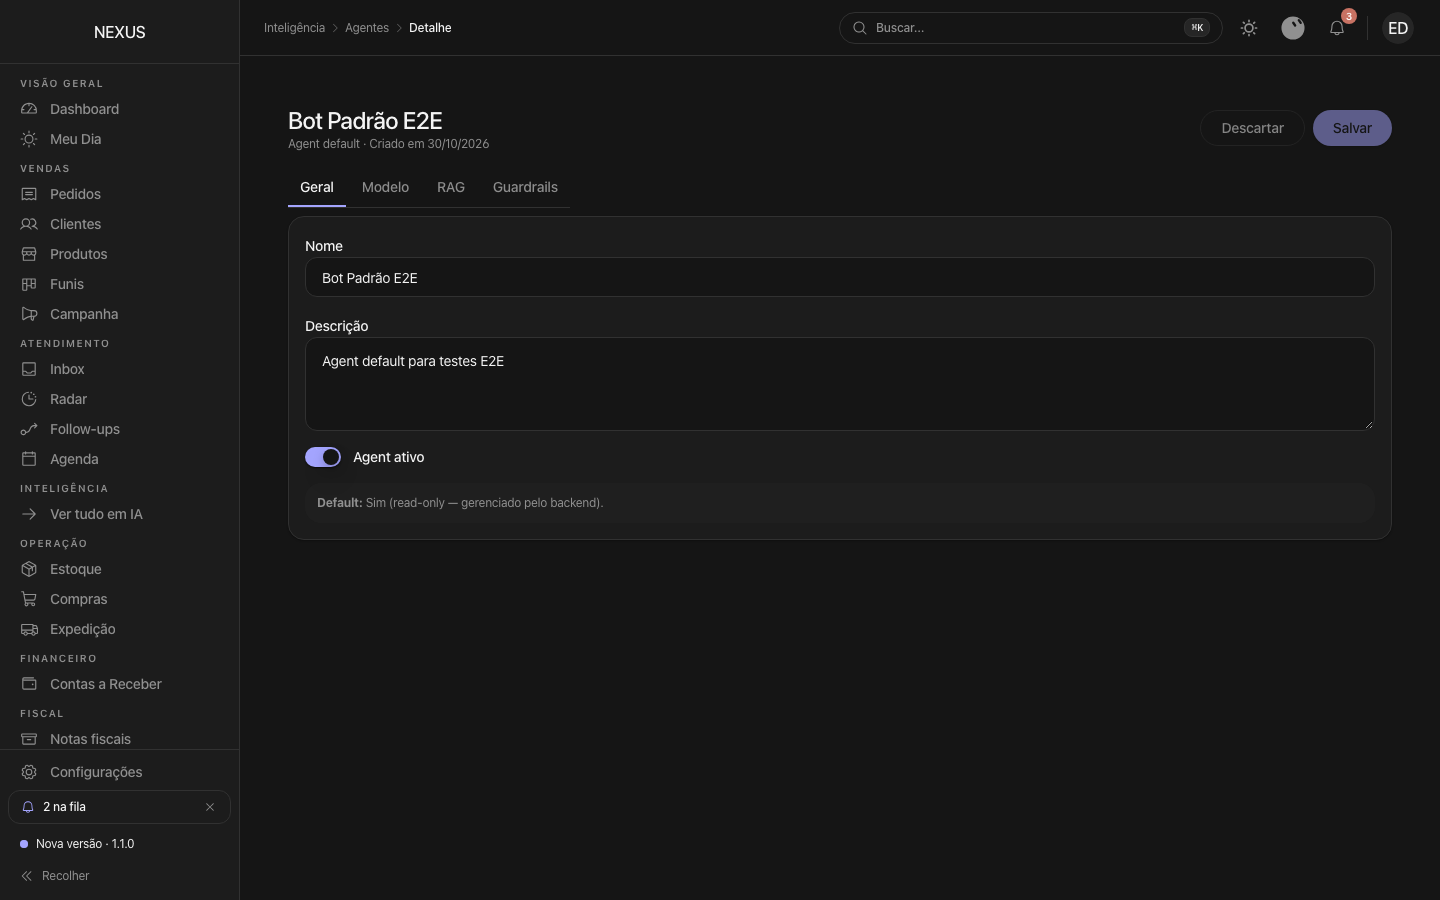 NEXUS
VISÃO GERAL
Dashboard
Meu Dia
VENDAS
Pedidos
Clientes
Produtos
Funis
Campanha
ATENDIMENTO
Inbox
Radar
Follow-ups
Agenda
INTELIGÊNCIA
Ver tudo em IA
OPERAÇÃO
Estoque
Compras
Expedição
FINANCEIRO
Contas a Receber
FISCAL
Notas fiscais
Configurações
2 na fila
Nova versão · 1.1.0
Recolher
Inteligência Agentes Detalhe
Buscar... ⌘K
3
ED
Bot Padrão E2E
Agent default · Criado em 30/10/2026
Descartar Salvar
Geral Modelo RAG Guardrails
Nome
Bot Padrão E2E
Descrição
Agent default para testes E2E
Agent ativo
Default: Sim (read-only — gerenciado pelo backend).